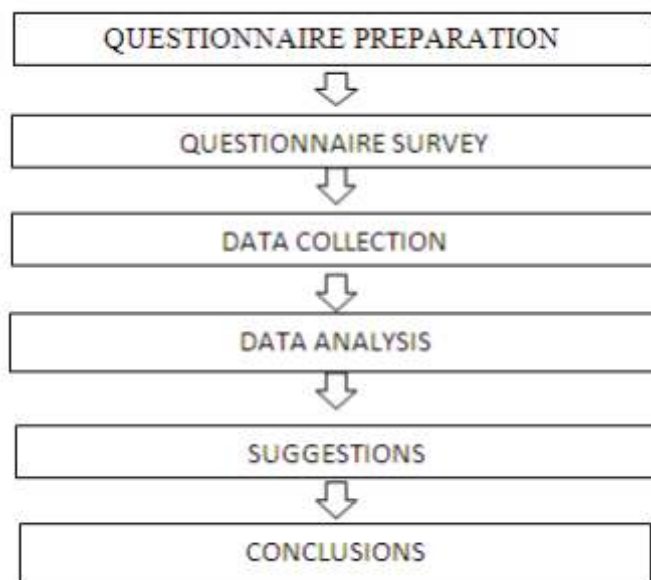 QUESTIONNAIRE PREPARATION
QUESTIONNAIRE SURVEY
DATA COLLECTION
DATA ANALYSIS
SUGGESTIONS
CONCLUSIONS